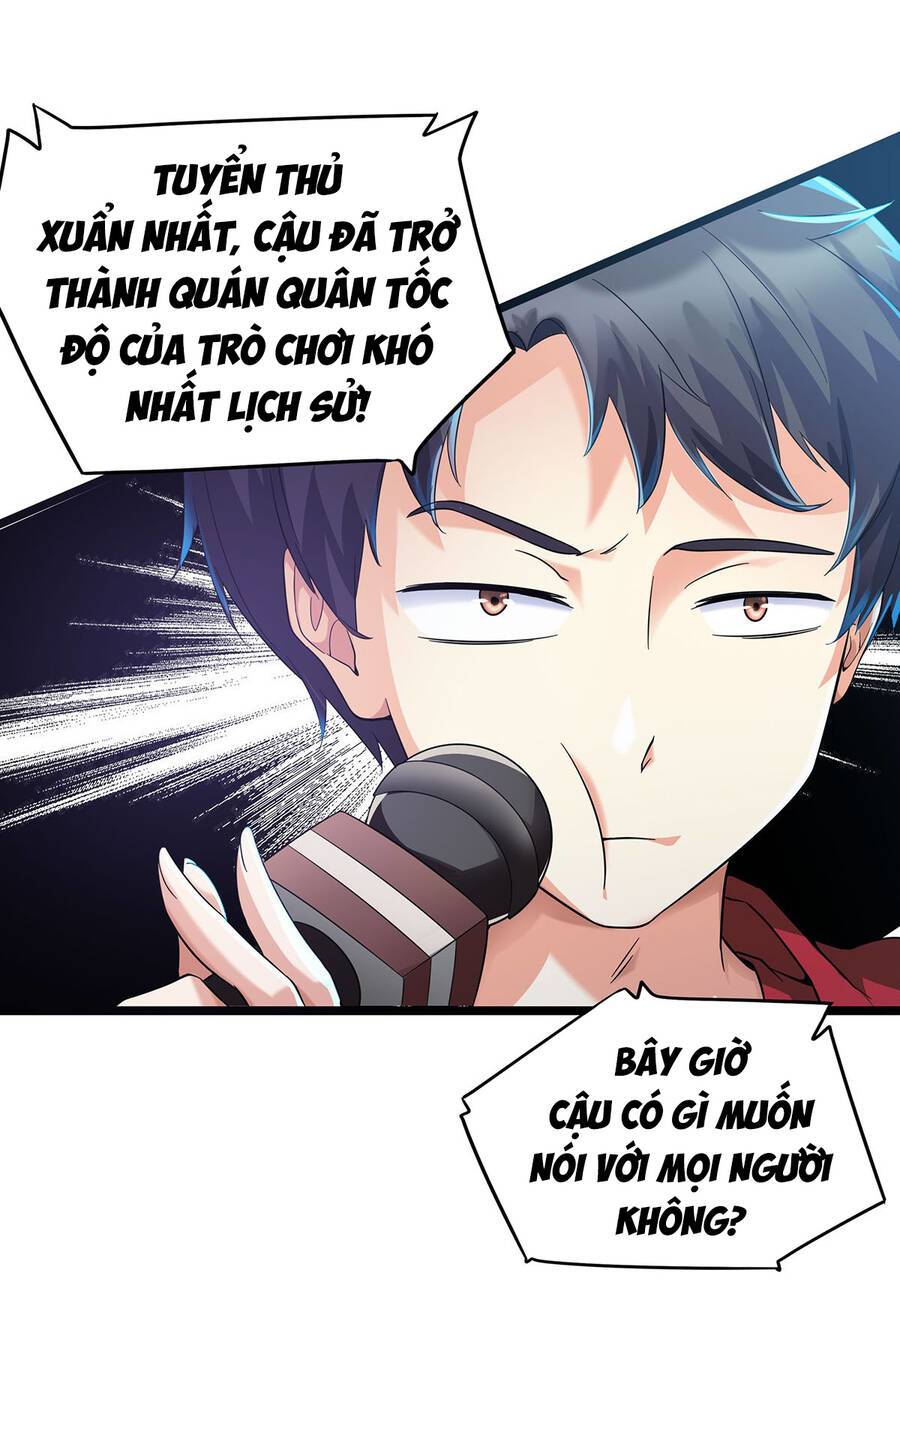 TUYỂN THỦ
XUẨN NHẤT, CẬU ĐÃ TRỞ
THÀNH QUÁN QUÂN TỐC
ĐỘ CỦA TRÒ CHƠI KHÓ
NHẤT LỊCH SỬ!
BÂY GIỜ
CẬU CÓ GÌ MUỐN
NÓI VỚI MỌI NGƯỜI
KHÔNG?